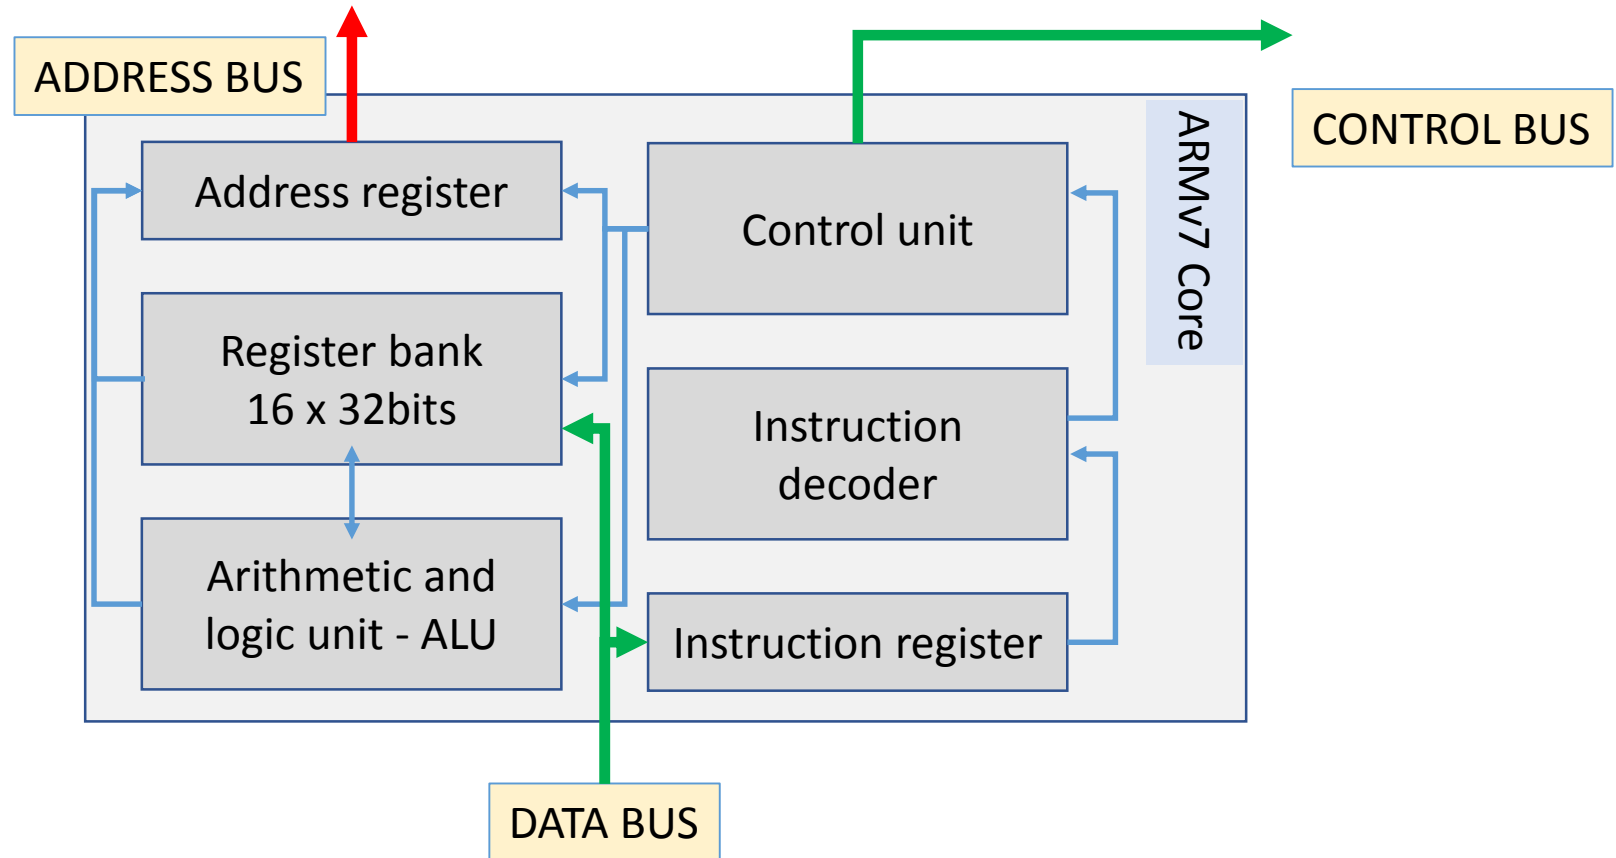 ADDRESS BUS
CONTROL BUS
ARMv7 Core
Address register
Control unit
Register bank
16 x 32bits
Instruction
decoder
Arithmetic and
logic unit - ALU
Instruction register
DATA BUS